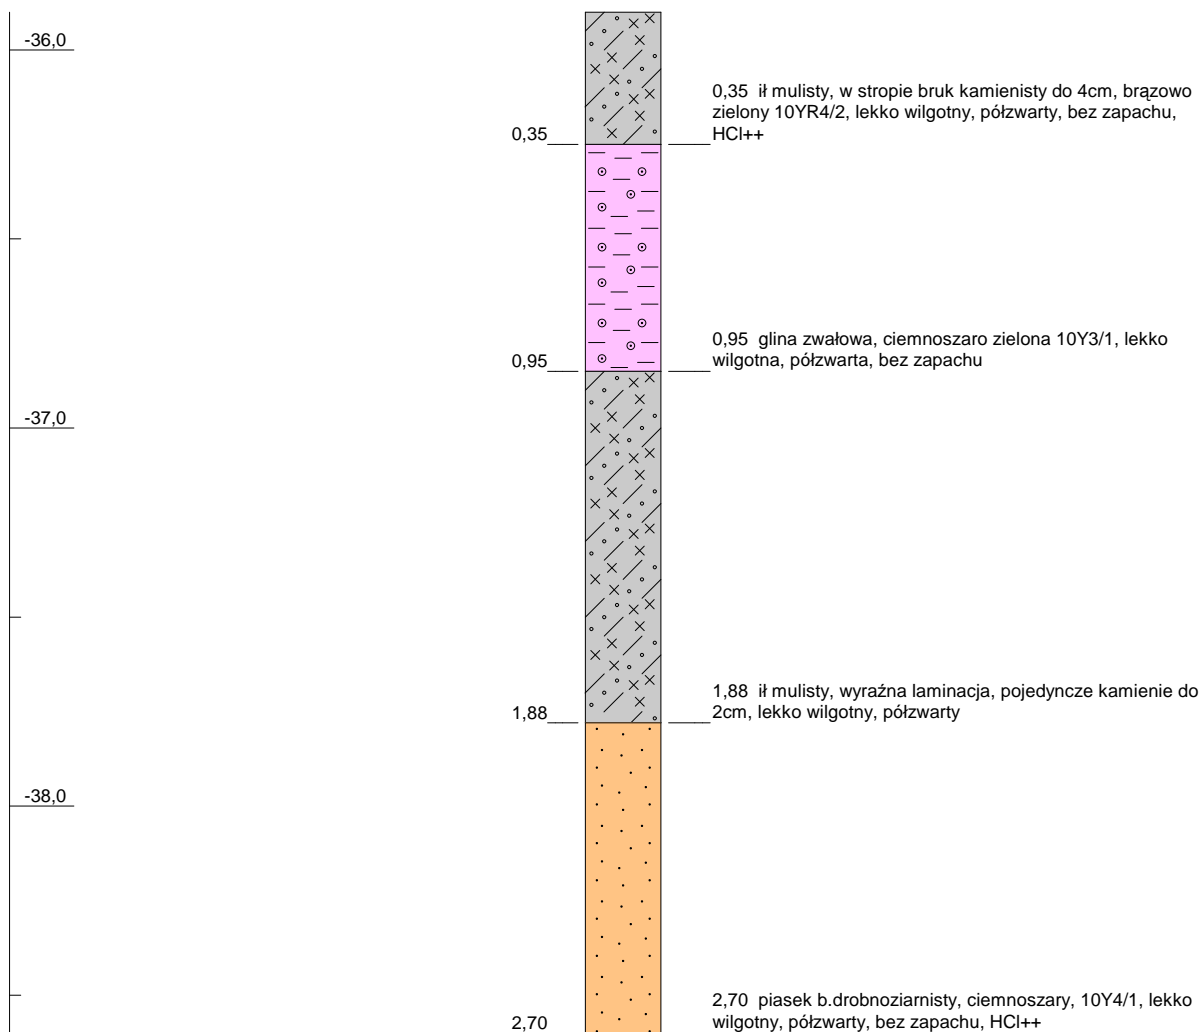 -36,0
0,35 ił mulisty, w stropie bruk kamienisty do 4cm, brązowo
zielony 10YR4/2, lekko wilgotny, półzwarty, bez zapachu,
HCl++
0,35
0,95 glina zwałowa, ciemnoszaro zielona 10Y3/1, lekko
wilgotna, półzwarta, bez zapachu
0,95
-37,0
1,88 ił mulisty, wyraźna laminacja, pojedyncze kamienie do
2cm, lekko wilgotny, półzwarty
1,88
-38,0
2,70 piasek b.drobnoziarnisty, ciemnoszary, 10Y4/1, lekko
wilgotny, półzwarty, bez zapachu, HCl++
2,70